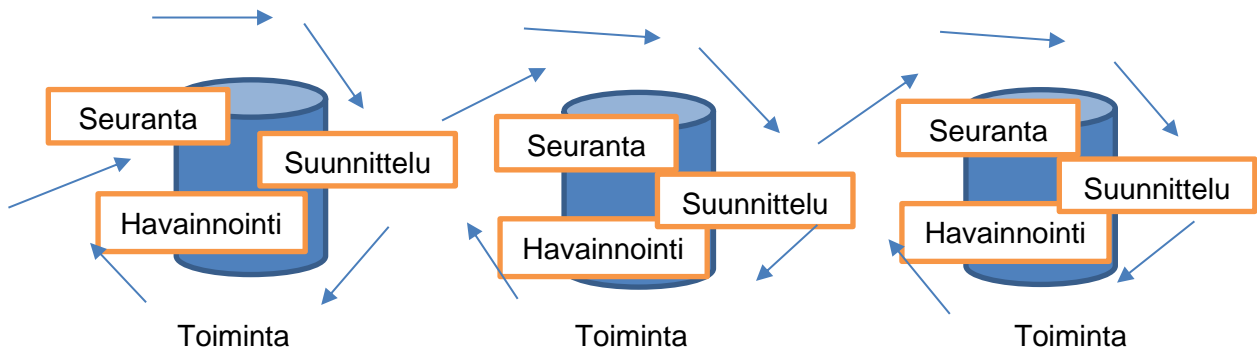 Seuranta
Suunnittelu
Havainnointi
Toiminta
Seuranta
Suunnittelu
Havainnointi
Toiminta
Seuranta
Suunnittelu
Havainnointi
Toiminta